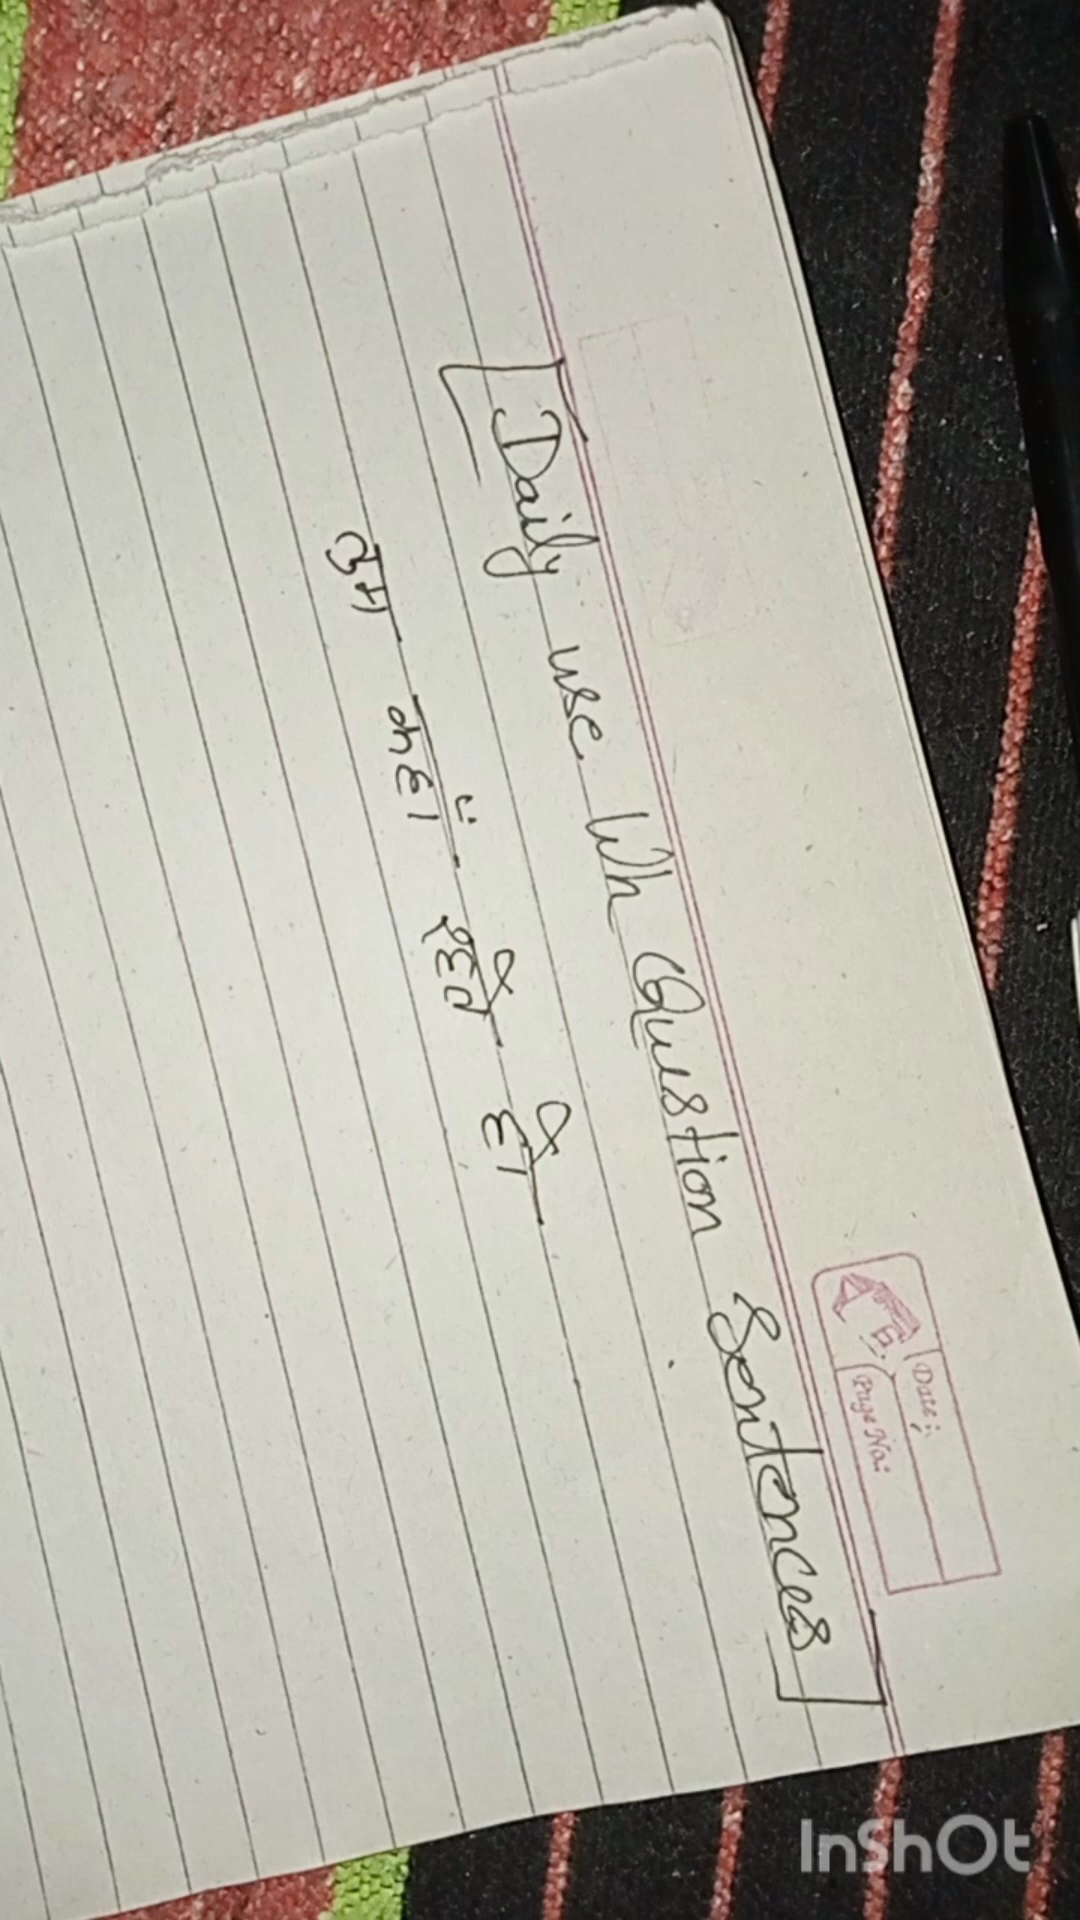 Date :
Page No:
Daily use Wh Question Sentences
तुम कहाँ रहते हो
InShOt